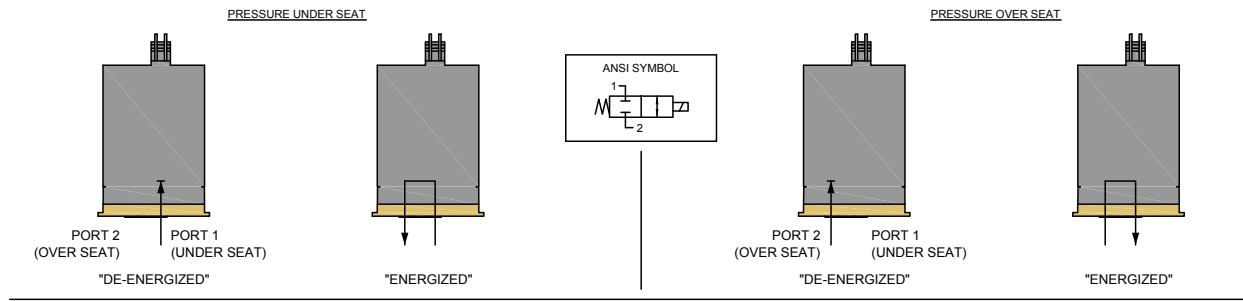 PRESSURE UNDER SEAT
PORT 2
(OVER SEAT)
PORT 1
(UNDER SEAT)
"DE-ENERGIZED"
"ENERGIZED"
ANSI SYMBOL
1
2
PRESSURE OVER SEAT
PORT 2
(OVER SEAT)
PORT 1
(UNDER SEAT)
"DE-ENERGIZED"
"ENERGIZED"